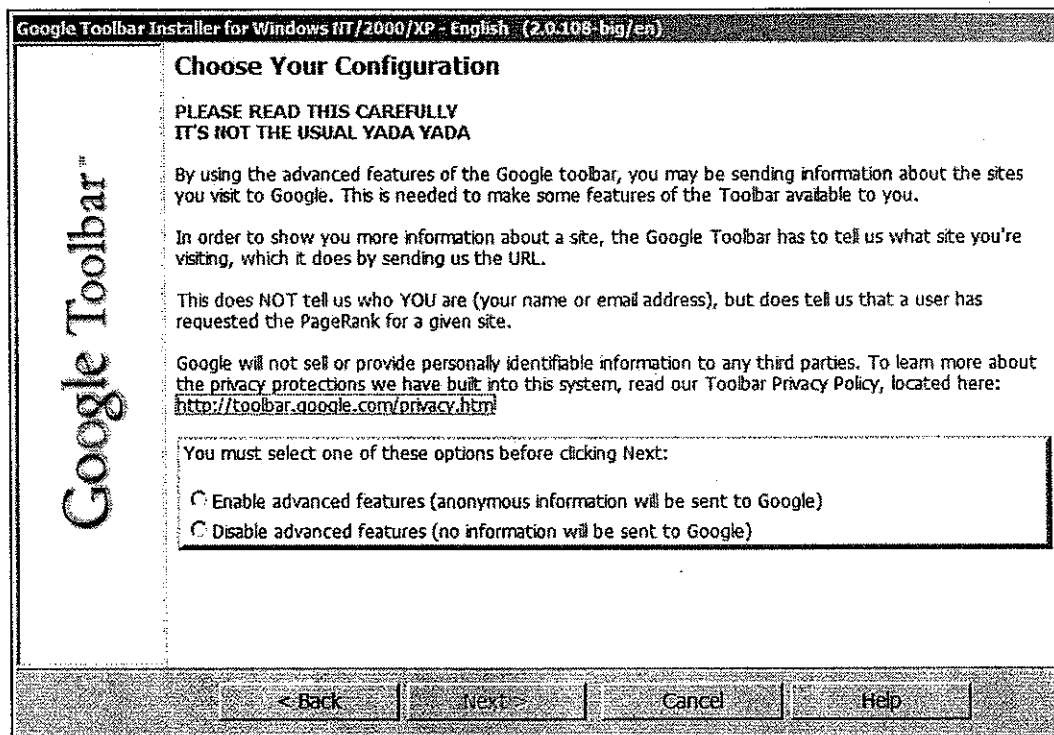 Google Toolbar Installer for Windows NT/2000/XP - English (2.0.106-big/en)
Google Toolbar™
Choose Your Configuration
PLEASE READ THIS CAREFULLY
IT'S NOT THE USUAL YADA YADA
By using the advanced features of the Google toolbar, you may be sending information about the sites
you visit to Google. This is needed to make some features of the Toolbar available to you.
In order to show you more information about a site, the Google Toolbar has to tell us what site you're
visiting, which it does by sending us the URL.
This does NOT tell us who YOU are (your name or email address), but does tell us that a user has
requested the PageRank for a given site.
Google will not sell or provide personally identifiable information to any third parties. To learn more about
the privacy protections we have built into this system, read our Toolbar Privacy Policy, located here:
http://toolbar.google.com/privacy.html
You must select one of these options before clicking Next:
Enable advanced features (anonymous information will be sent to Google)
Disable advanced features (no information will be sent to Google)
< Back
Next >
Cancel
Help